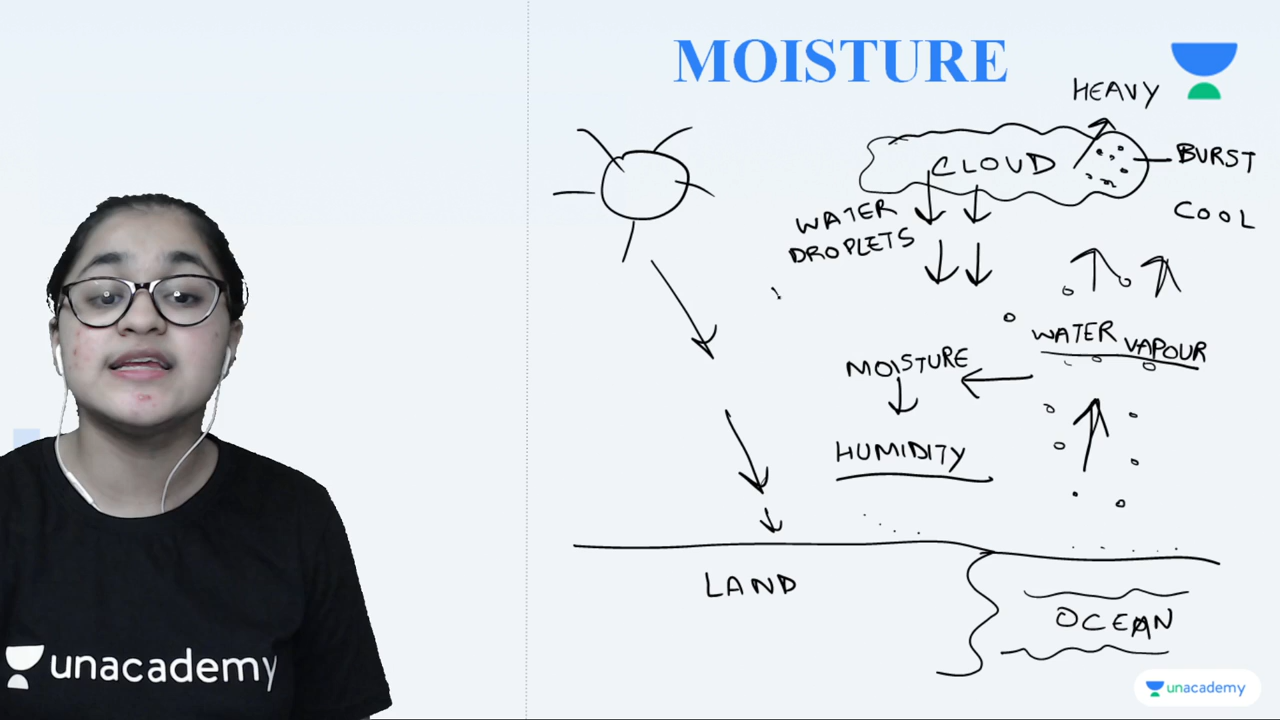 MOISTURE
HEAVY
CLOUD
BURST
COOL
WATER
DROPLETS
WATER VAPOUR
MOISTURE
HUMIDITY
LAND
OCEAN
unacademy
unacademy